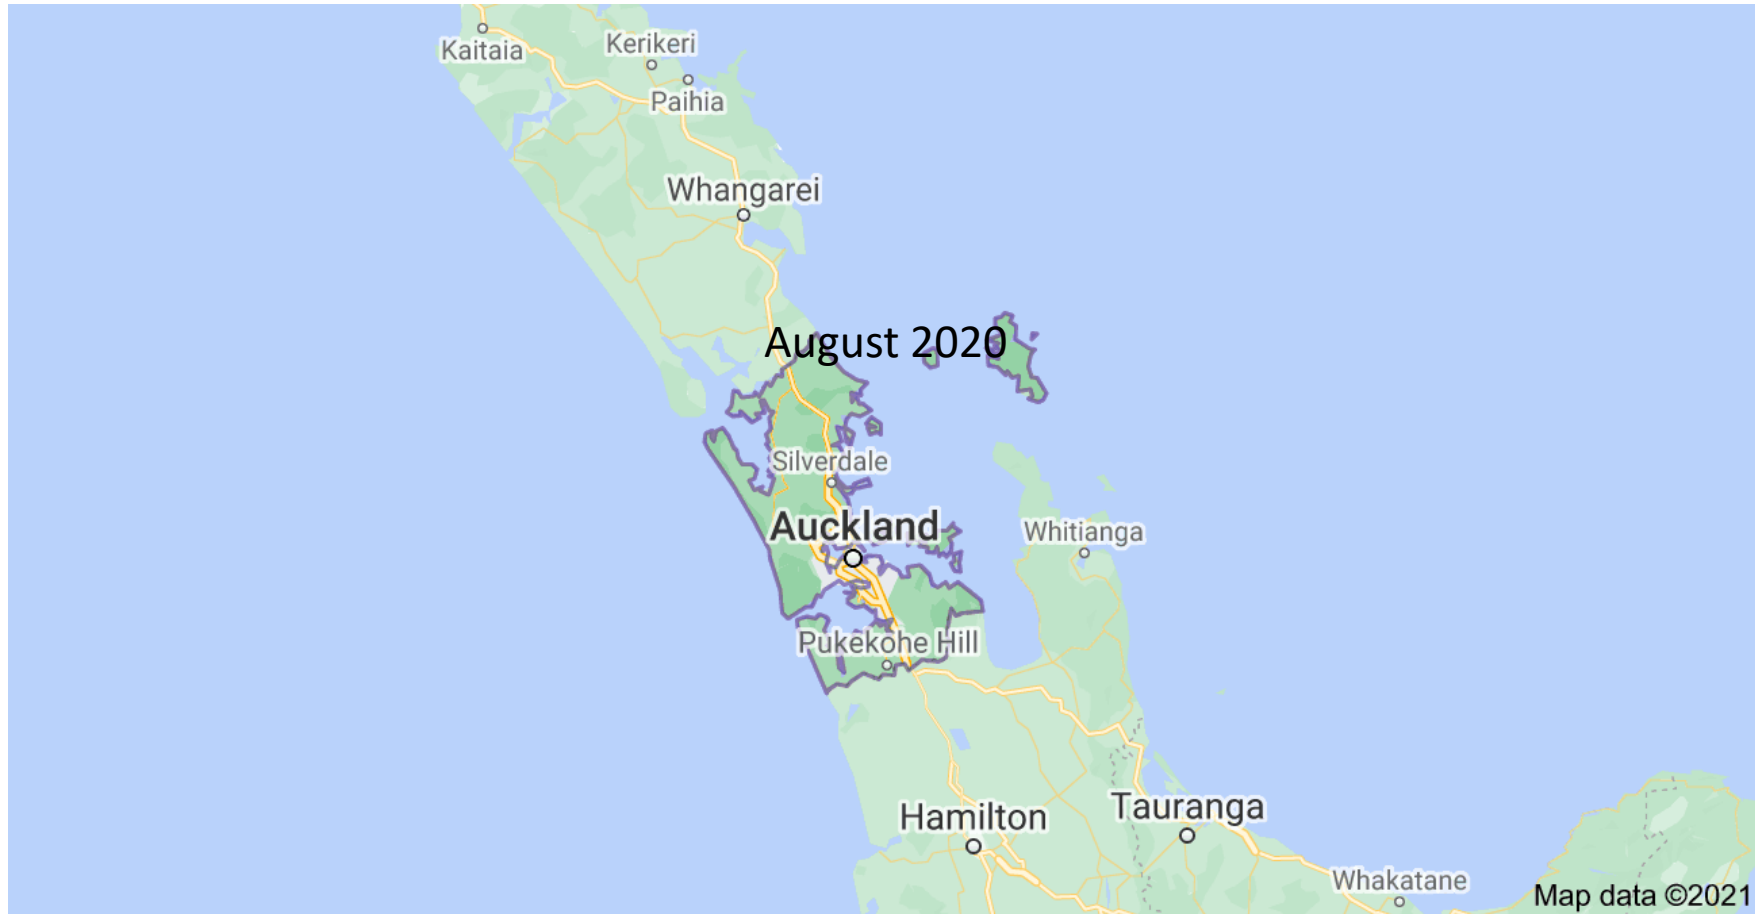 Kaitaia
Kerikeri
Paihia
Whangarei
August 2020
Silverdale
Auckland
Whitianga
Pukekohe Hill
Hamilton
Tauranga
Whakatane
Map data ©2021